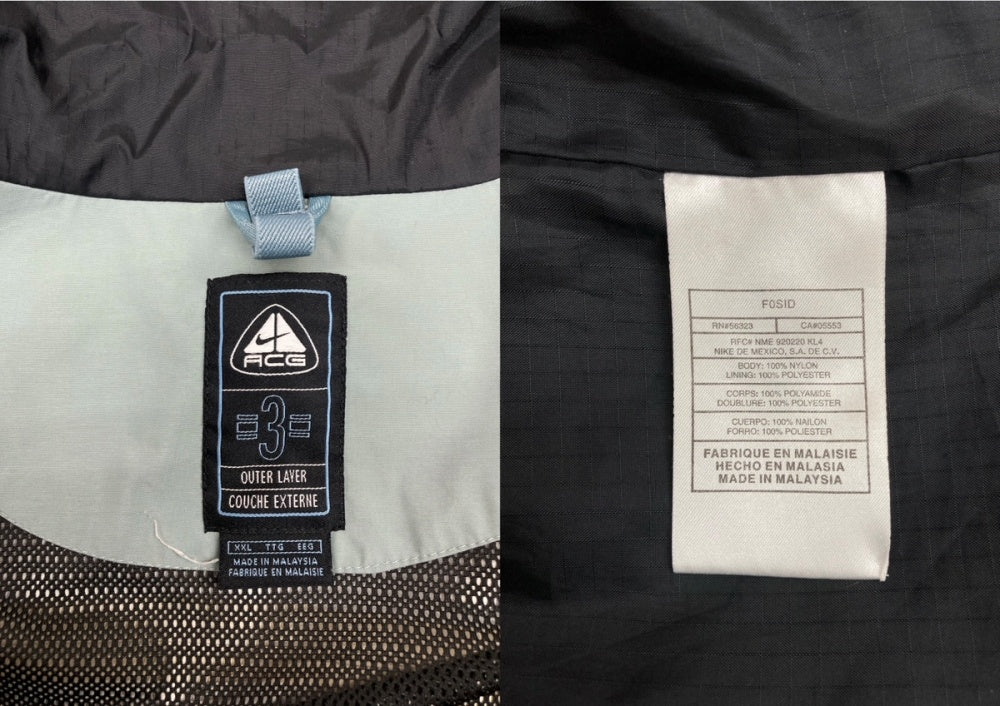 ACG
3
OUTER LAYER
COUCHE EXTERNE
XXL TTG EEG
MADE IN MALAYSIA
FABRIQUE EN MALAISIE
F0SID
RN#56323 CA#05553
RFC# NME 920220 KL4
NIKE DE MEXICO, S.A. DE C.V.
BODY: 100% NYLON
LINING: 100% POLYESTER
CORPS: 100% POLYAMIDE
DOUBLURE: 100% POLYESTER
CUERPO: 100% NAILON
FORRO: 100% POLIESTER
FABRIQUE EN MALAISIE
HECHO EN MALASIA
MADE IN MALAYSIA